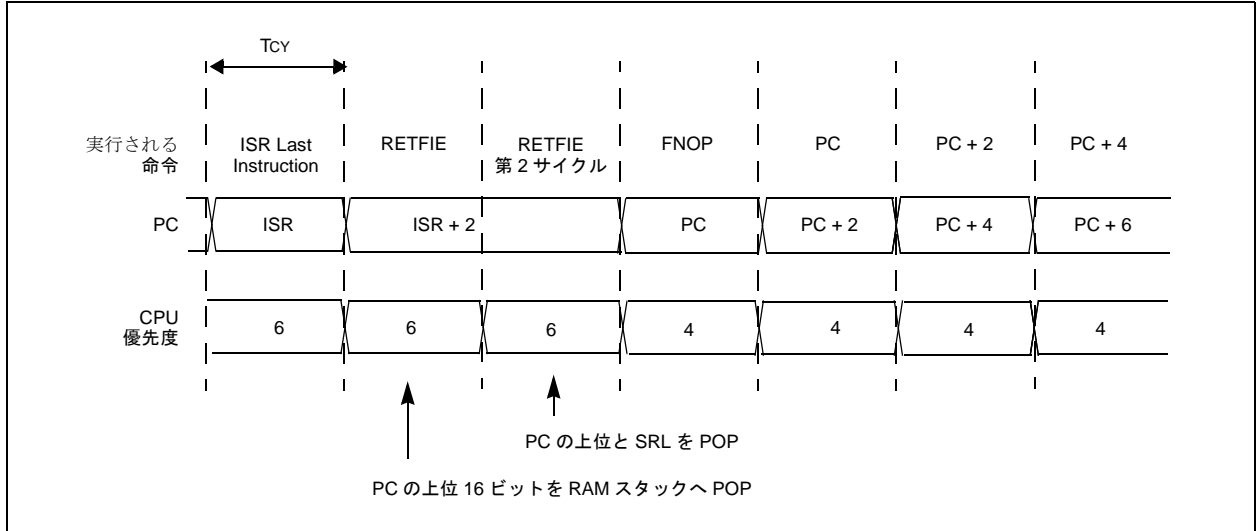 TCY
実行される
命令
ISR Last
Instruction
RETFIE
RETFIE
第 2 サイクル
FNOP
PC
PC + 2
PC + 4
PC
ISR
ISR + 2
PC
PC + 2
PC + 4
PC + 6
CPU
優先度
6
6
6
4
4
4
4
PC の上位と SRL を POP
PC の上位 16 ビットを RAM スタックへ POP